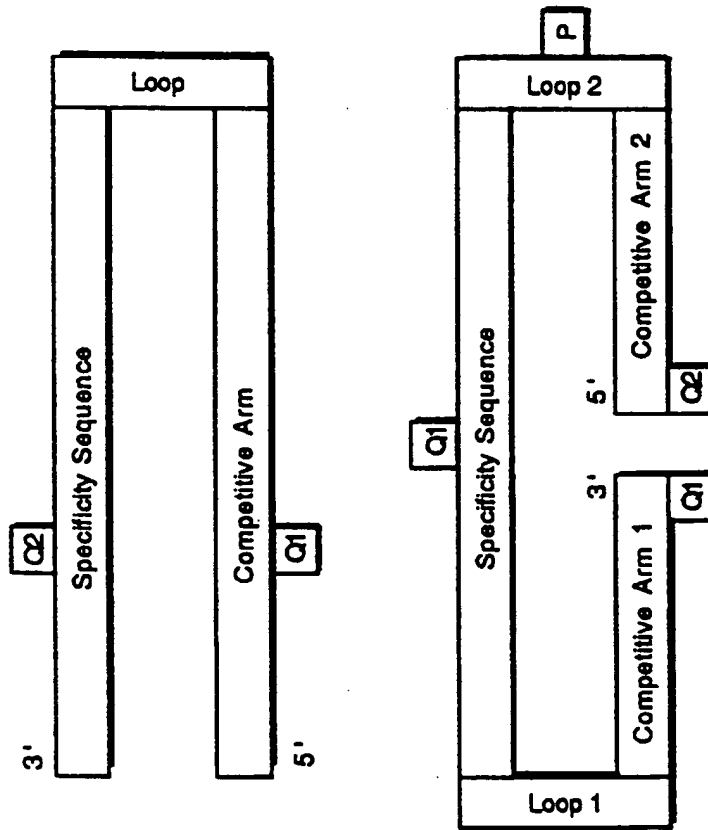 Loop
Q2
Specificity Sequence
Competitive Arm
Q1
3'
5'
P
Loop 2
Q1
Specificity Sequence
Competitive Arm 2
5'
Q2
3'
Q1
Competitive Arm 1
Loop 1